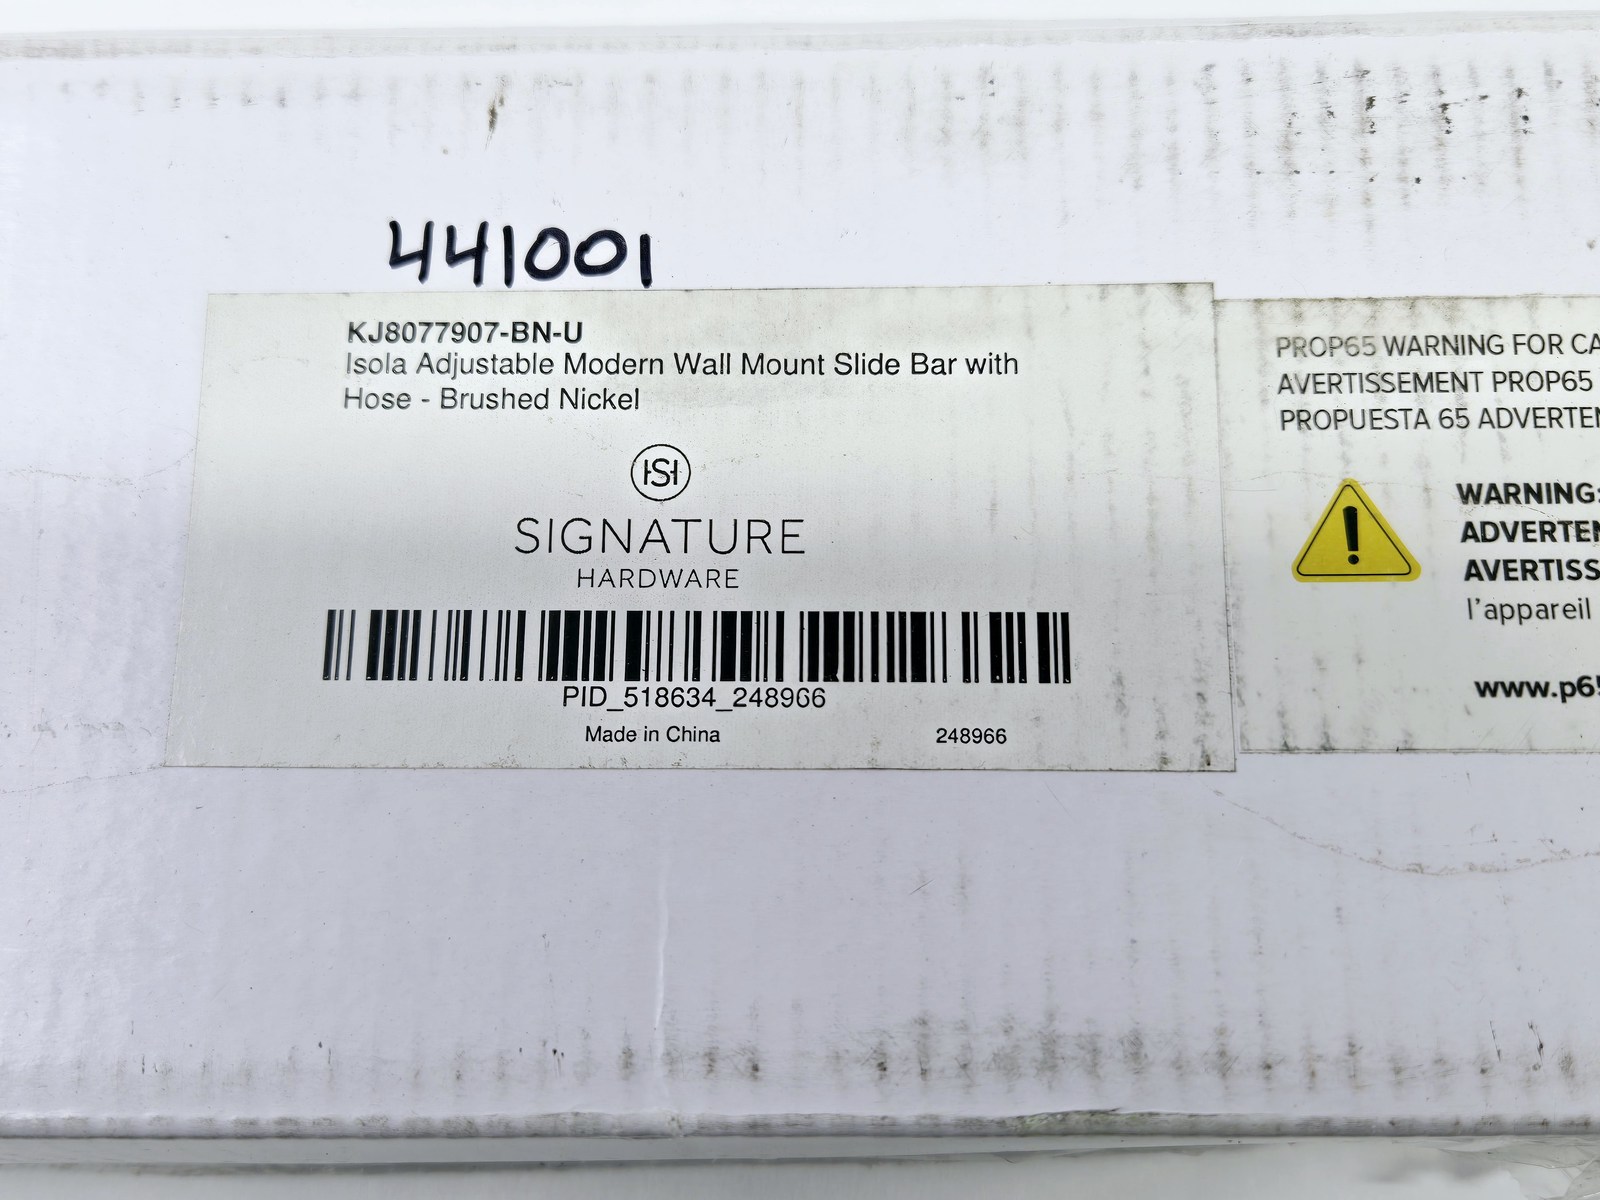 441001
KJ8077907-BN-U
Isola Adjustable Modern Wall Mount Slide Bar with
Hose - Brushed Nickel
HSH
SIGNATURE
HARDWARE
PID_518634_248966
Made in China 248966
PROP65 WARNING FOR CA
AVERTISSEMENT PROP65
PROPUESTA 65 ADVERTEN
WARNING:
ADVERTEN
AVERTISS
l'appareil
www.p65